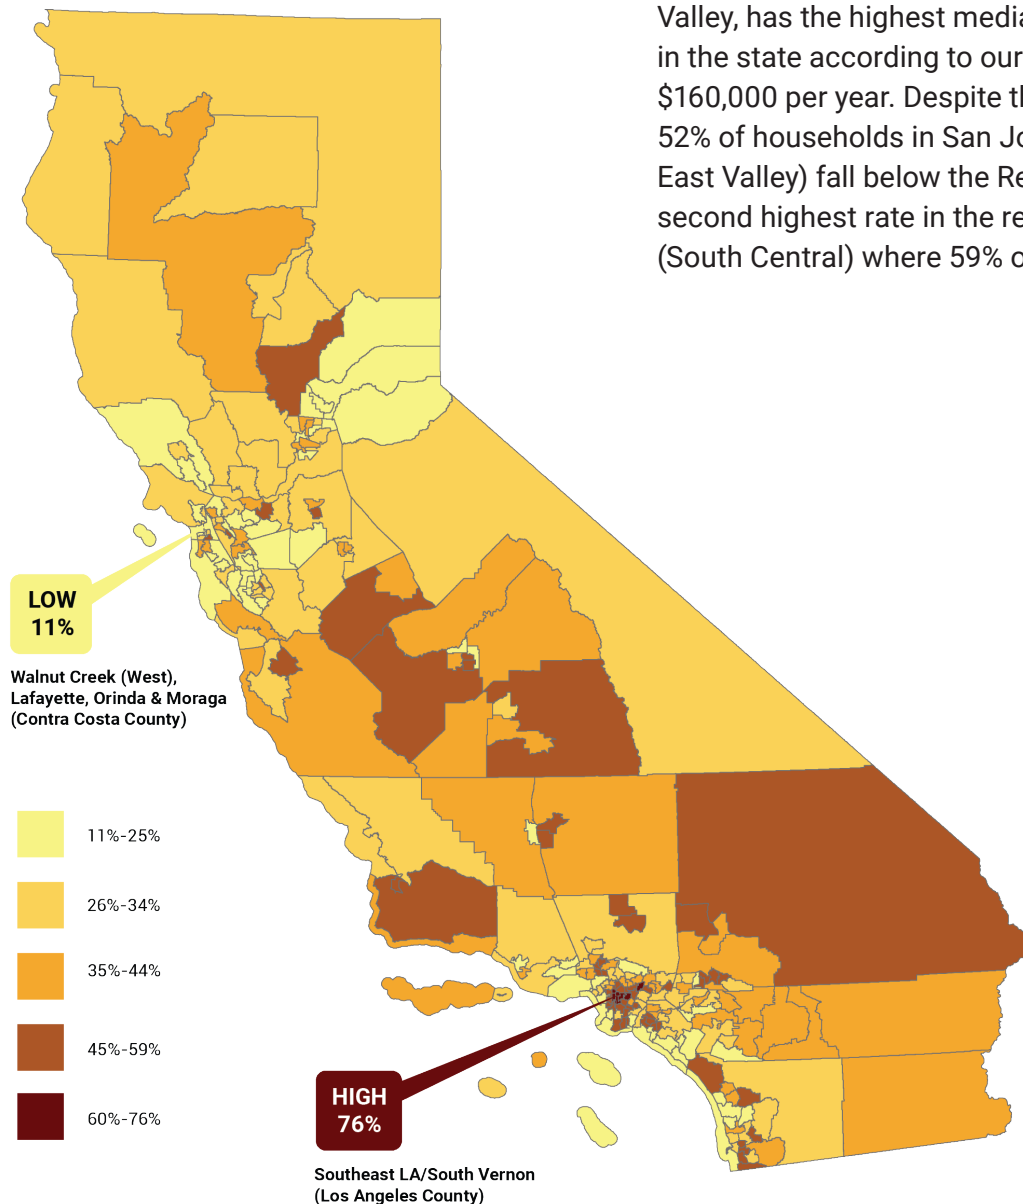 Valley, has the highest media
in the state according to our
$160,000 per year. Despite th
52% of households in San Jo
East Valley) fall below the Re
second highest rate in the re
(South Central) where 59% o
LOW
11%
Walnut Creek (West),
Lafayette, Orinda & Moraga
(Contra Costa County)
11%-25%
26%-34%
35%-44%
45%-59%
60%-76%
HIGH
76%
Southeast LA/South Vernon
(Los Angeles County)